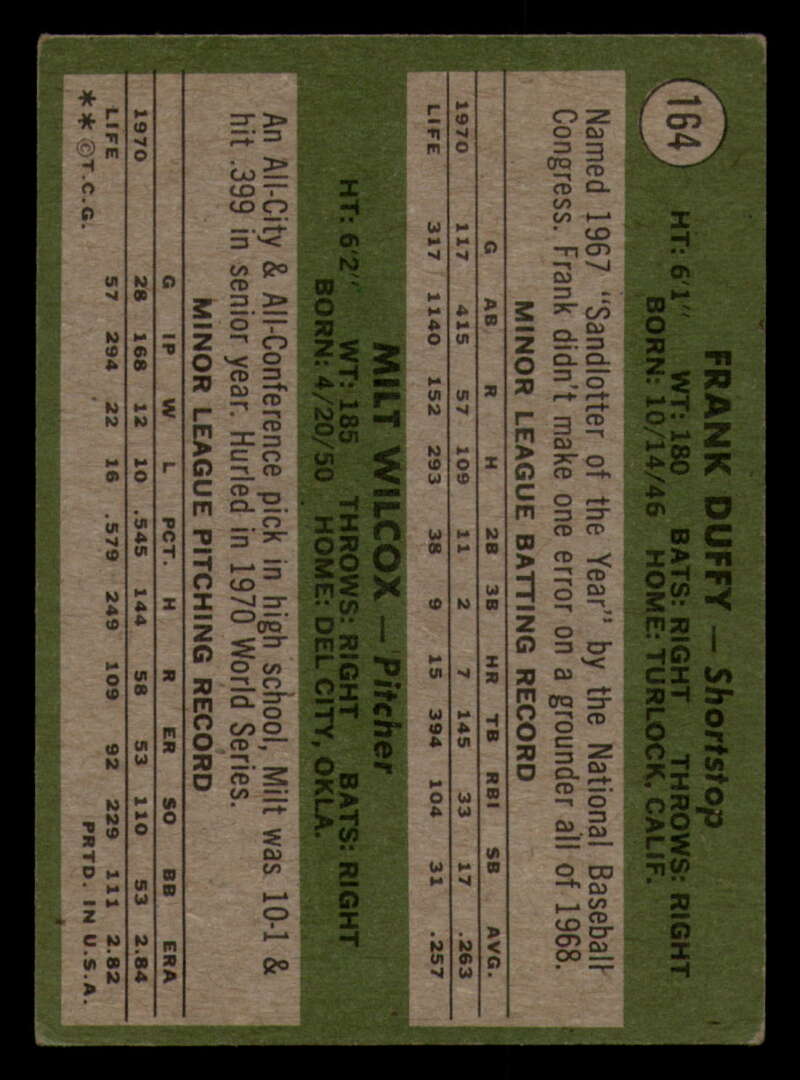 164
FRANK DUFFY — Shortstop
HT: 6'1" WT: 180 BATS: RIGHT THROWS: RIGHT
BORN: 10/14/46 HOME: TURLOCK, CALIF.
Named 1967 "Sandlotter of the Year" by the National Baseball
Congress. Frank didn't make one error on a grounder all of 1968.
MINOR LEAGUE BATTING RECORD
G AB R H 2B 3B HR TB RBI SB AVG.
1970 117 415 57 109 11 2 7 145 33 17 .263
LIFE 317 1140 152 293 38 9 15 394 104 31 .257
MILT WILCOX — Pitcher
HT: 6'2" WT: 185 THROWS: RIGHT BATS: RIGHT
BORN: 4/20/50 HOME: DEL CITY, OKLA.
An All-City & All-Conference pick in high school, Milt was 10-1 &
hit .399 in senior year. Hurled in 1970 World Series.
MINOR LEAGUE PITCHING RECORD
G IP W L PCT. H R ER SO BB ERA
1970 28 168 12 10 .545 144 58 53 110 53 2.84
LIFE 57 294 22 16 .579 249 109 92 229 111 2.82
**©T.C.G. PRTD. IN U.S.A.